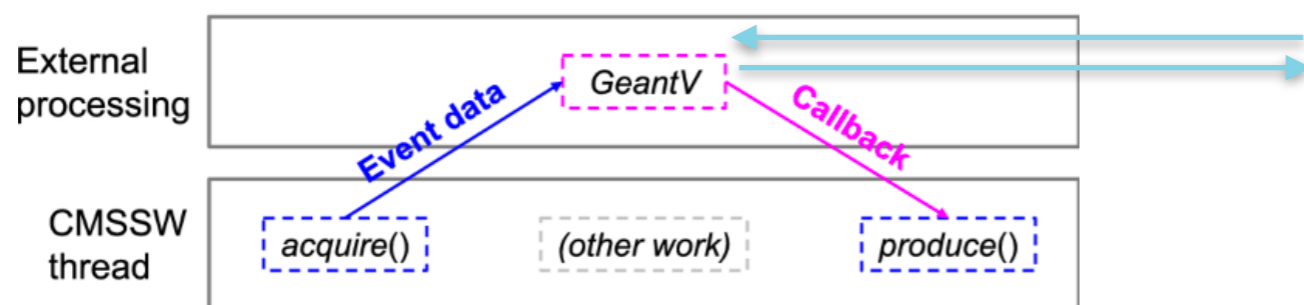 External
processing
GeantV
Event data
Callback
CMSSW
thread
acquire()
(other work)
produce()